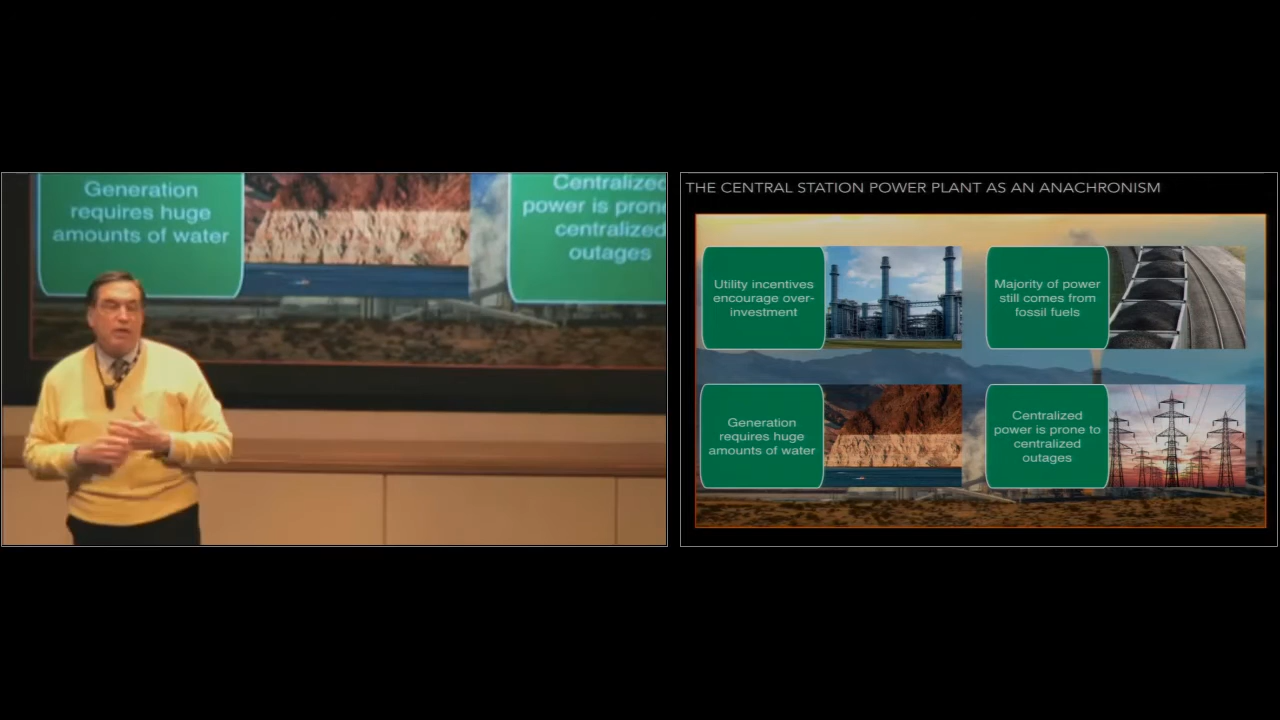 Generation
requires huge
amounts of water
Centralized
power is prone
centralized
outages
THE CENTRAL STATION POWER PLANT AS AN ANACHRONISM
Utility incentives
encourage over-
investment
Majority of power
still comes from
fossil fuels
Generation
requires huge
amounts of water
Centralized
power is prone to
centralized
outages